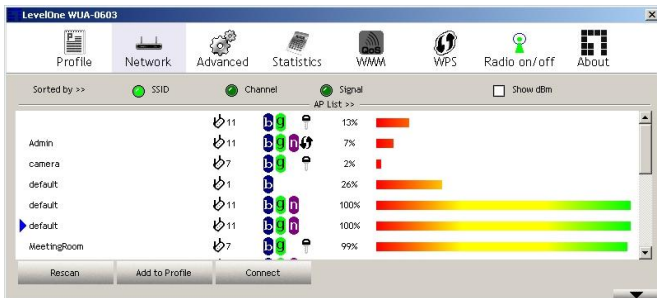 LevelOne WUA-0603
Profile Network Advanced Statistics QoS WMM WPS Radio on/off About
Sorted by >> SSID Channel Signal Show dBm
AP List >>
11 b g 13%
Admin 11 b g n 7%
camera 7 b g 2%
default 1 b 26%
default 11 b g n 100%
default 11 b g n 100%
MeetingRoom 7 b g 99%
Rescan Add to Profile Connect